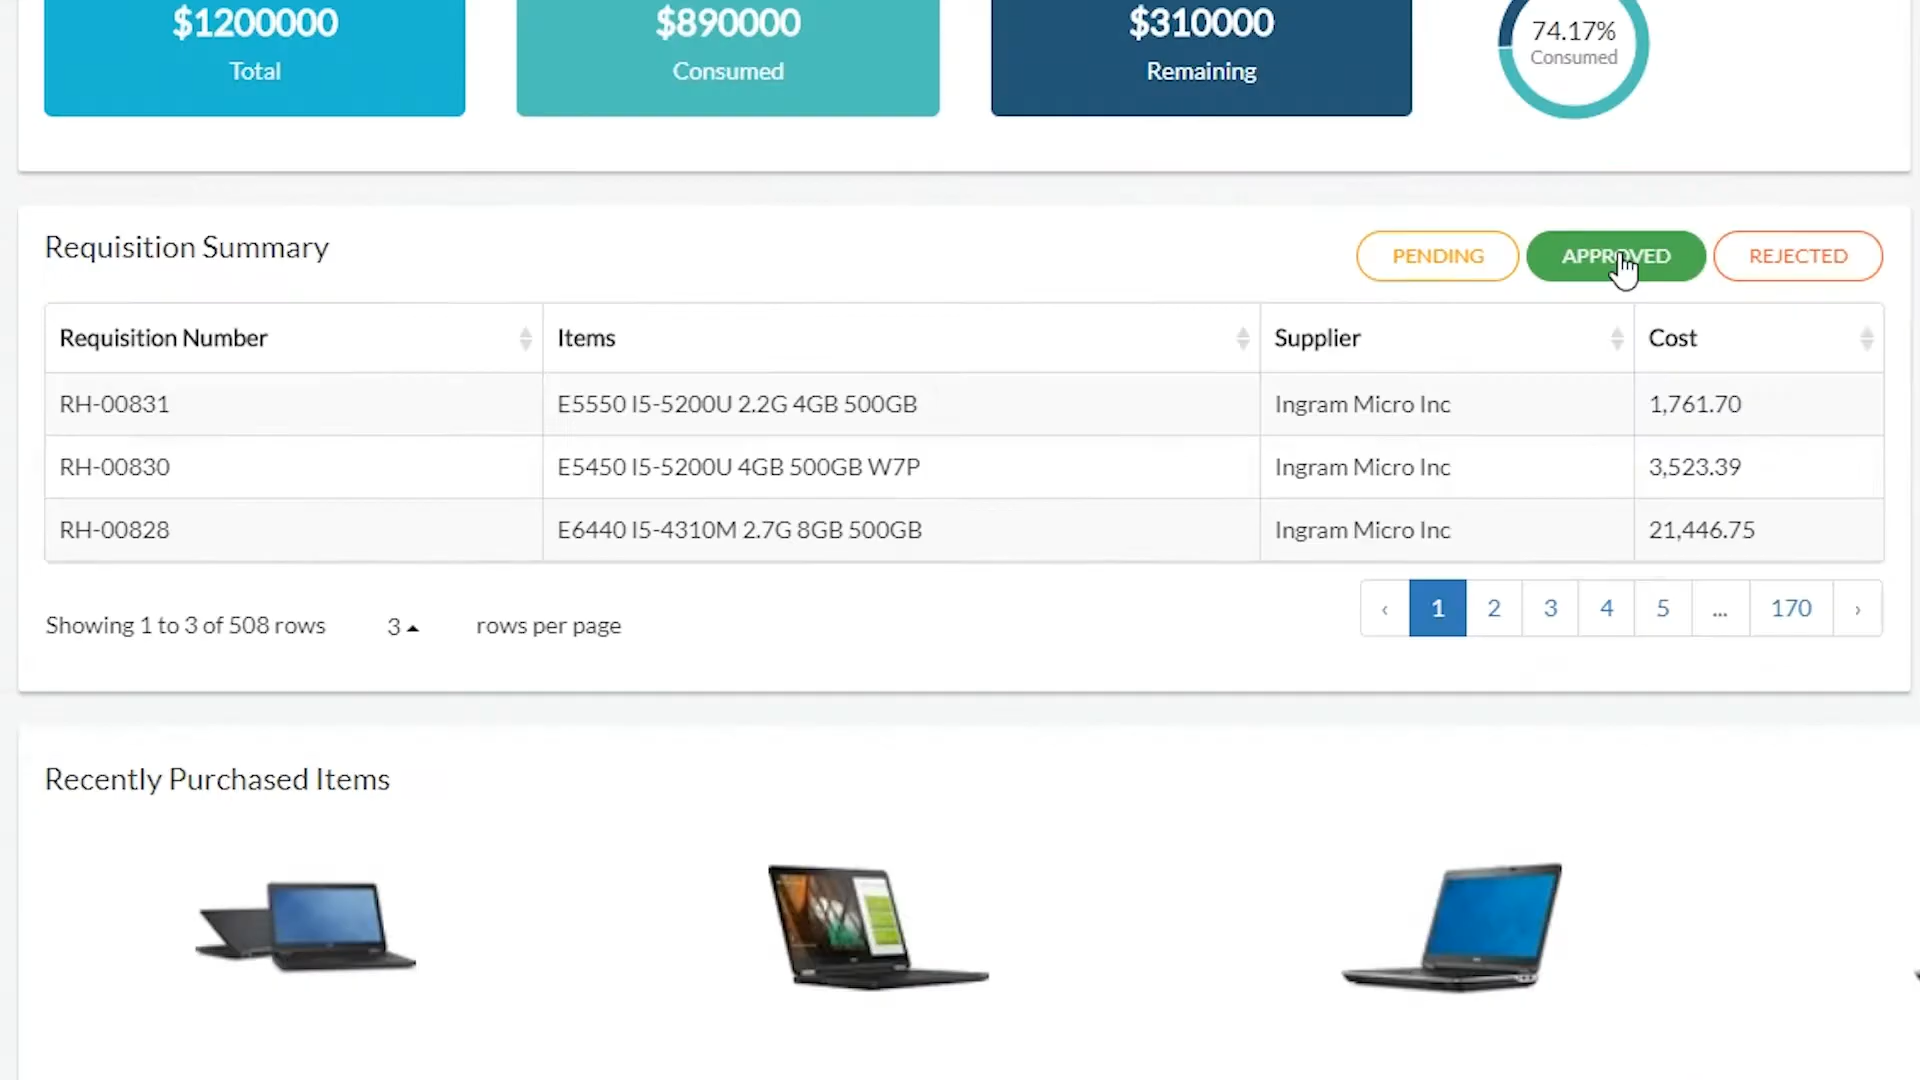 $1200000
Total
$890000
Consumed
$310000
Remaining
74.17%
Consumed
Requisition Summary
PENDING
APPROVED
REJECTED
Requisition Number Items Supplier Cost
RH-00831 E5550 I5-5200U 2.2G 4GB 500GB Ingram Micro Inc 1,761.70
RH-00830 E5450 I5-5200U 4GB 500GB W7P Ingram Micro Inc 3,523.39
RH-00828 E6440 I5-4310M 2.7G 8GB 500GB Ingram Micro Inc 21,446.75
Showing 1 to 3 of 508 rows 3 rows per page
‹ 1 2 3 4 5 ... 170 ›
Recently Purchased Items